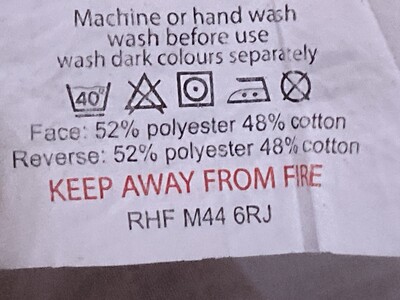 Machine or hand wash
wash before use
wash dark colours separately
40°
Face: 52% polyester 48% cotton
Reverse: 52% polyester 48% cotton
KEEP AWAY FROM FIRE
RHF M44 6RJ